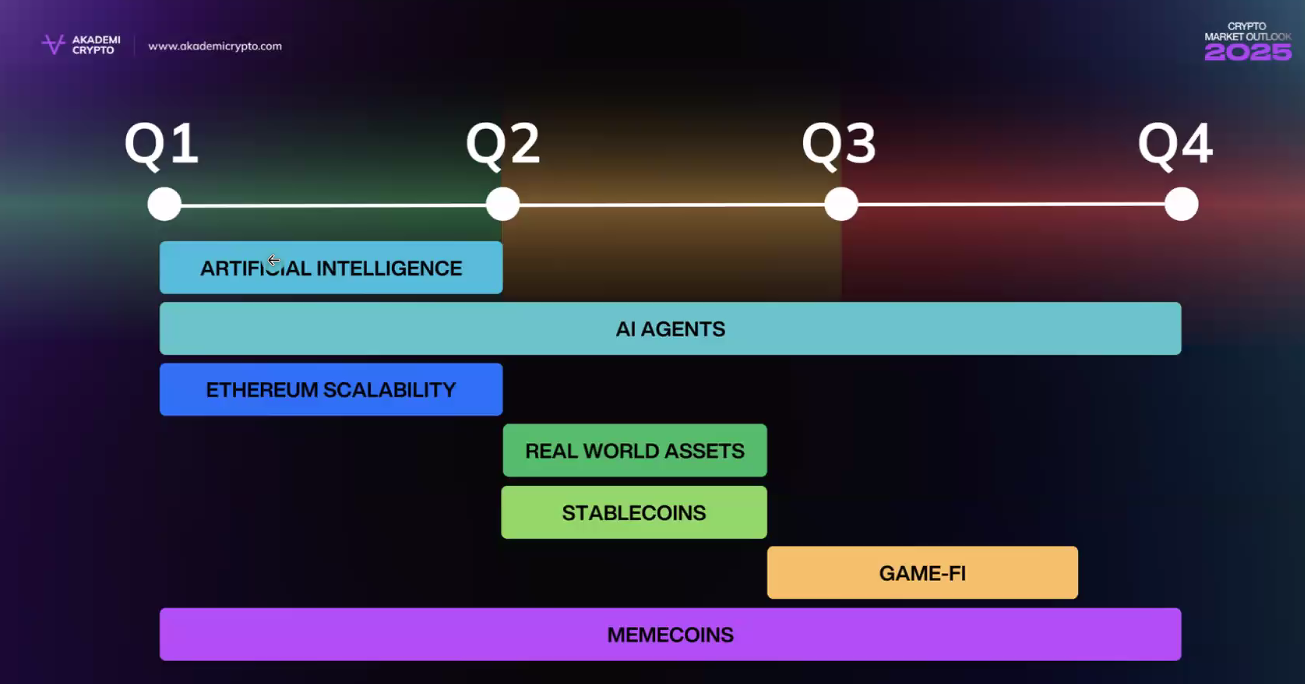 AKADEMI
CRYPTO
www.akademicrypto.com
CRYPTO
MARKET OUTLOOK
2025
Q1
Q2
Q3
Q4
ARTIFICIAL INTELLIGENCE
AI AGENTS
ETHEREUM SCALABILITY
REAL WORLD ASSETS
STABLECOINS
GAME-FI
MEMECOINS